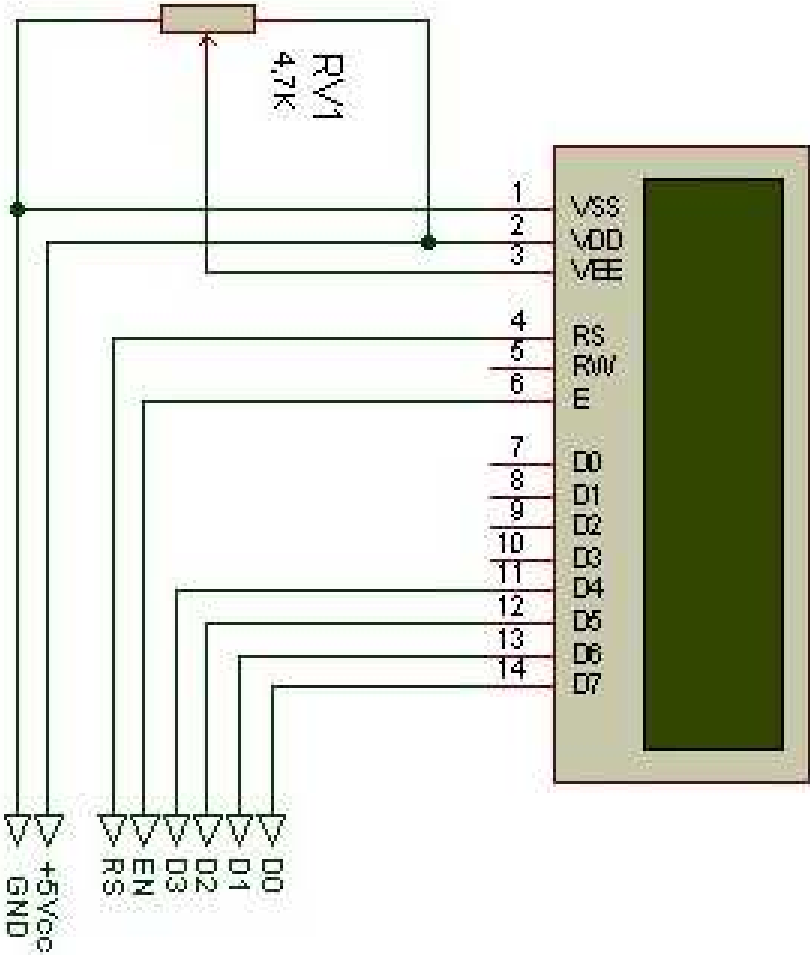 RV1
4,7K
1 VSS
2 VDD
3 VEE
4 RS
5 RW
6 E
7 D0
8 D1
9 D2
10 D3
11 D4
12 D5
13 D6
14 D7
GND
+5Vcc
RS
EN
D3
D2
D1
D0